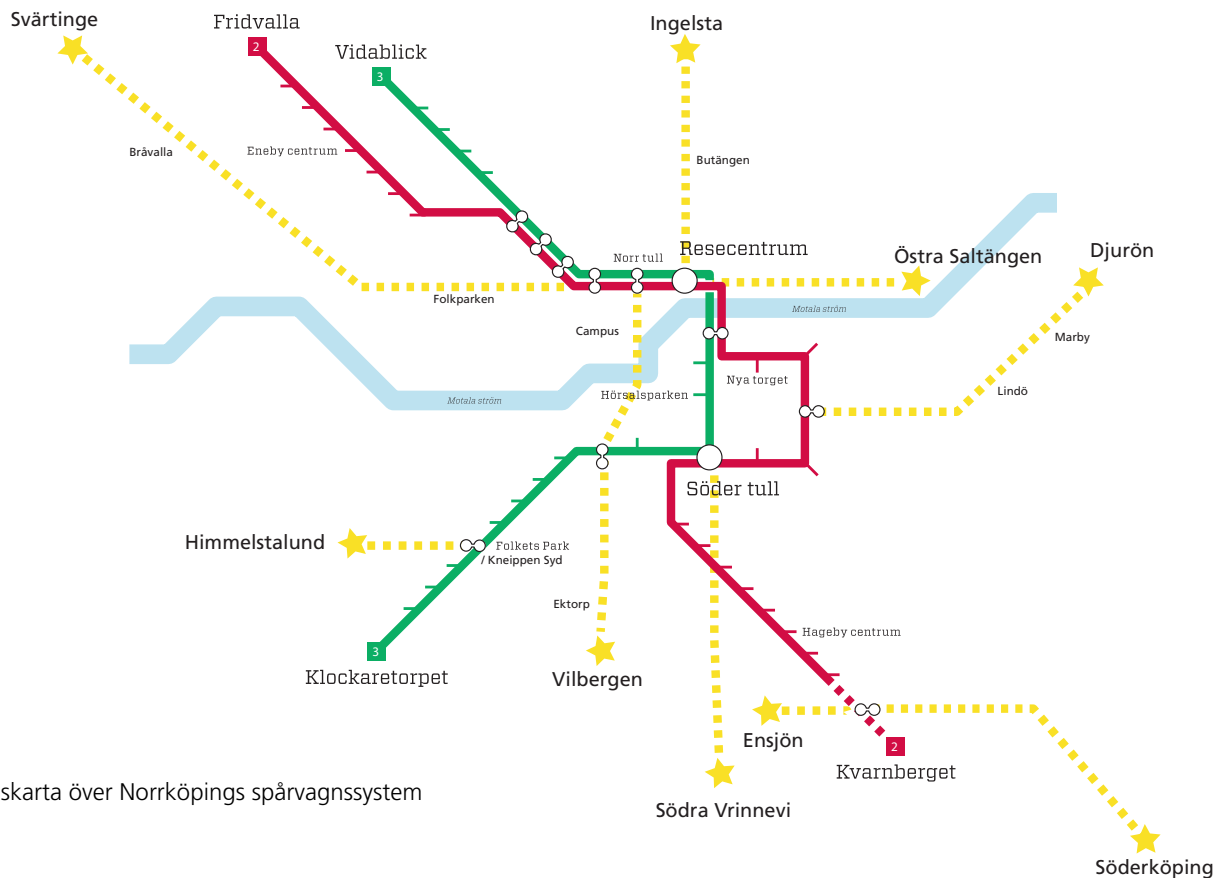 Svärtinge
Fridvalla
Ingelsta
2
Vidablick
3
Bråvalla
Eneby centrum
Butängen
Norr tull
Resecentrum
Östra Saltängen
Djurön
Folkparken
Motala ström
Campus
Marby
Nya torget
Lindö
Motala ström
Hörsalsparken
Söder tull
Himmelstalund
Folkets Park
/ Kneippen Syd
Ektorp
Hageby centrum
3
Klockaretorpet
Vilbergen
Ensjön
2
Kvarnberget
skarta över Norrköpings spårvagnssystem
Södra Vrinnevi
Söderköping